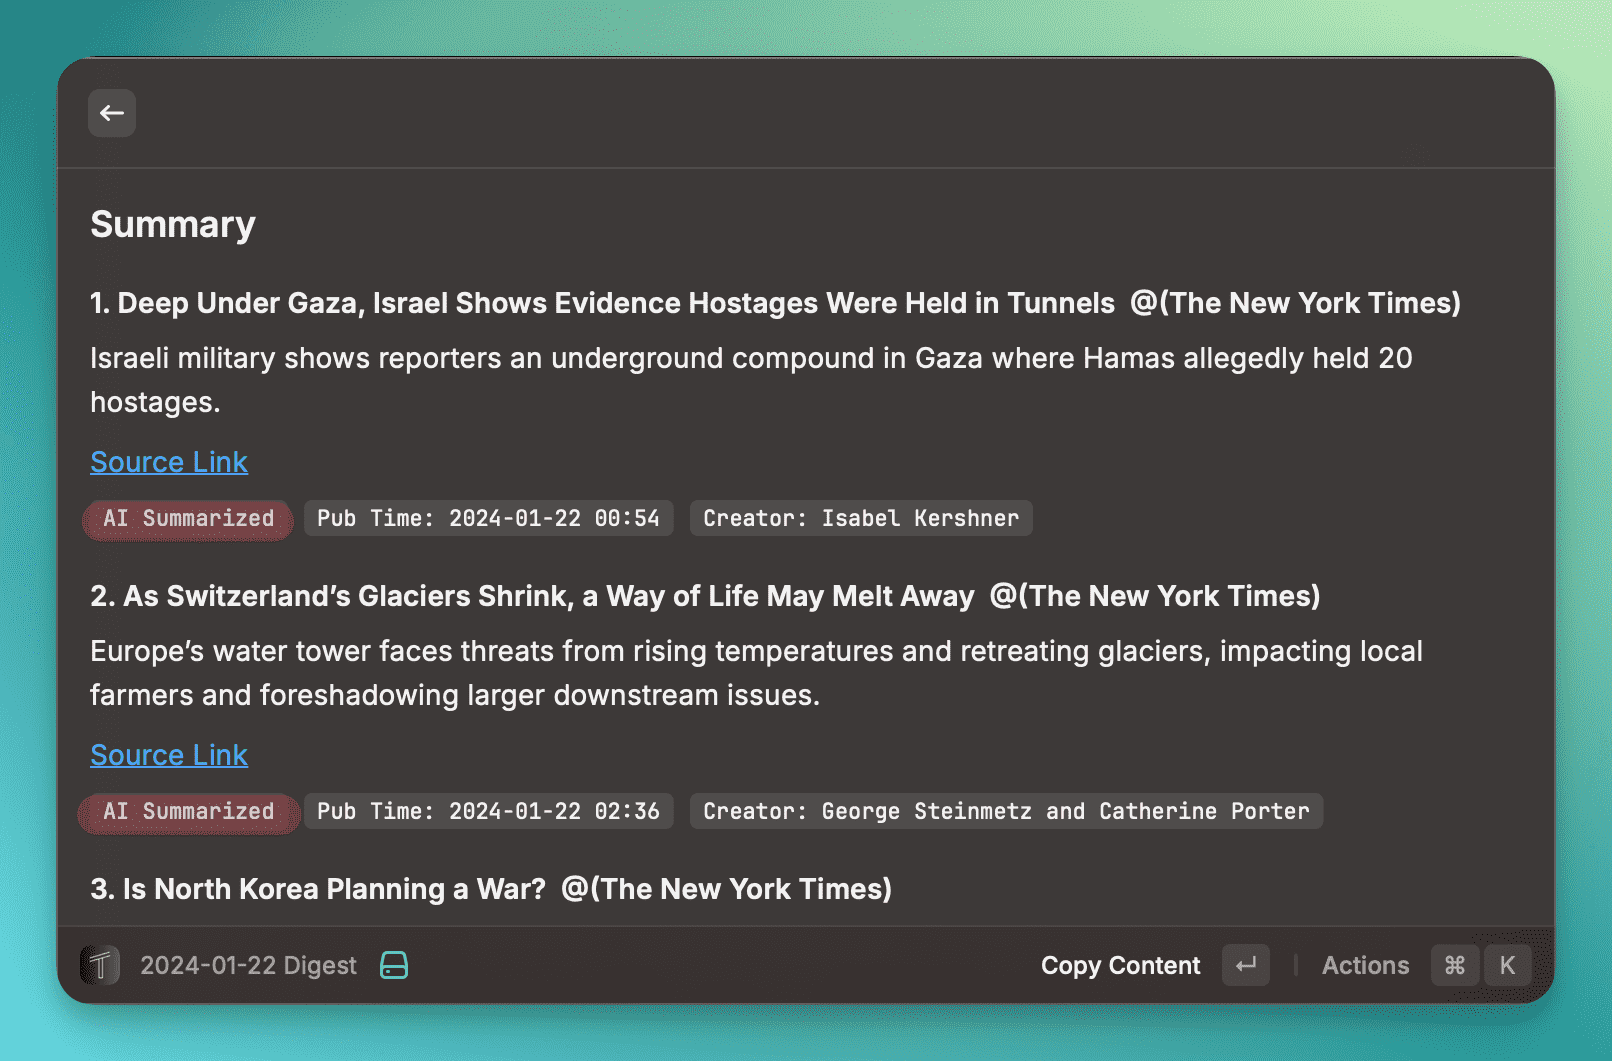 Summary
1. Deep Under Gaza, Israel Shows Evidence Hostages Were Held in Tunnels @(The New York Times)
Israeli military shows reporters an underground compound in Gaza where Hamas allegedly held 20
hostages.
Source Link
AI Summarized Pub Time: 2024-01-22 00:54 Creator: Isabel Kershner
2. As Switzerland’s Glaciers Shrink, a Way of Life May Melt Away @(The New York Times)
Europe’s water tower faces threats from rising temperatures and retreating glaciers, impacting local
farmers and foreshadowing larger downstream issues.
Source Link
AI Summarized Pub Time: 2024-01-22 02:36 Creator: George Steinmetz and Catherine Porter
3. Is North Korea Planning a War? @(The New York Times)
2024-01-22 Digest Copy Content ↵ Actions ⌘ K